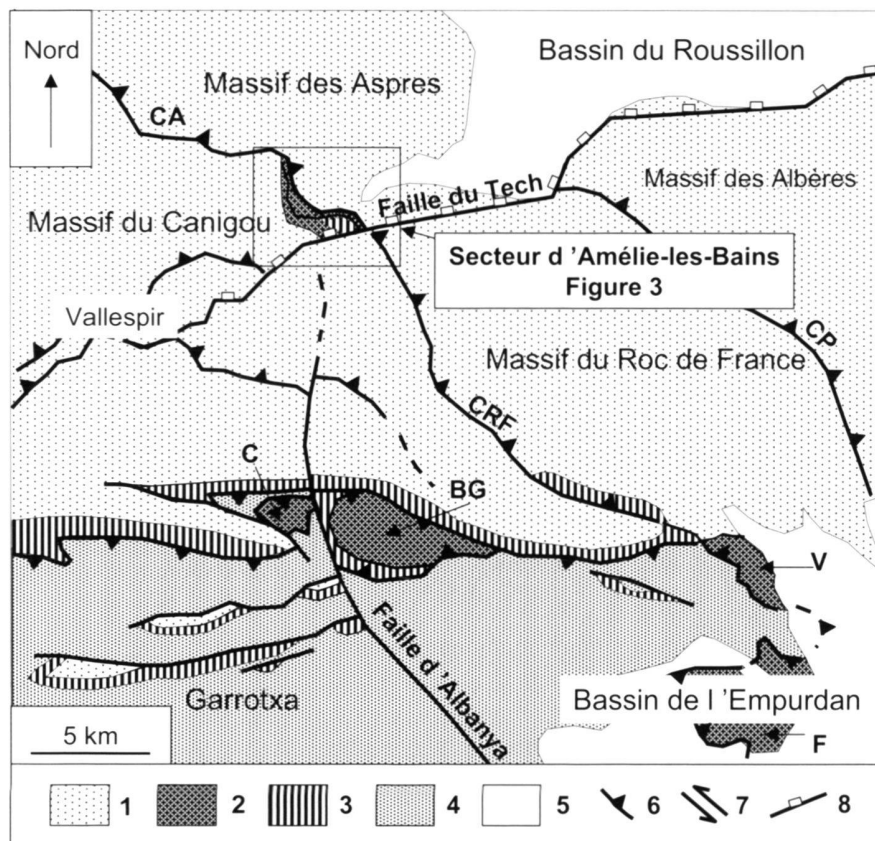 Nord
Bassin du Roussillon
Massif des Aspres
CA
Massif des Albères
Faille du Tech
Massif du Canigou
Secteur d 'Amélie-les-Bains
Figure 3
Vallespir
CP
Massif du Roc de France
CRF
C
BG
V
Faille d 'Albanya
Garrotxa
Bassin de l 'Empurdan
F
5 km
1
2
3
4
5
6
7
8